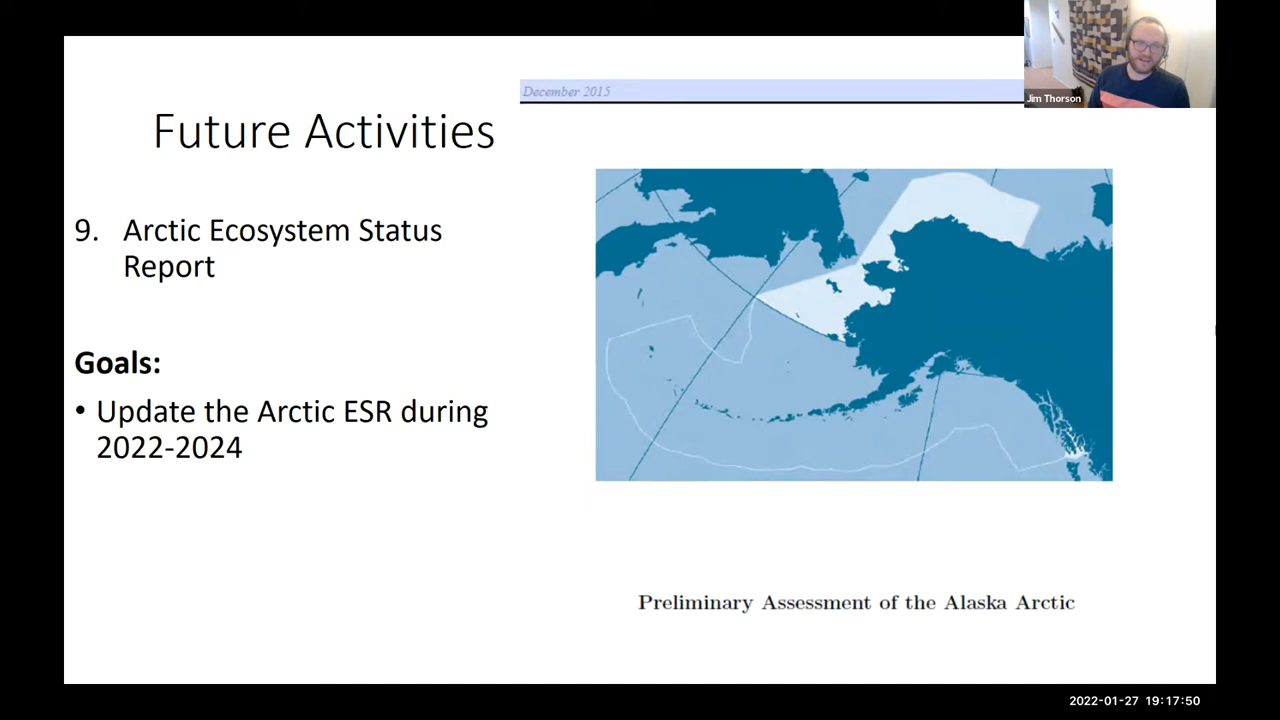 December 2015
Jim Thorson
Future Activities
9. Arctic Ecosystem Status
Report
Goals:
• Update the Arctic ESR during
2022-2024
Preliminary Assessment of the Alaska Arctic
2022-01-27 19:17:50